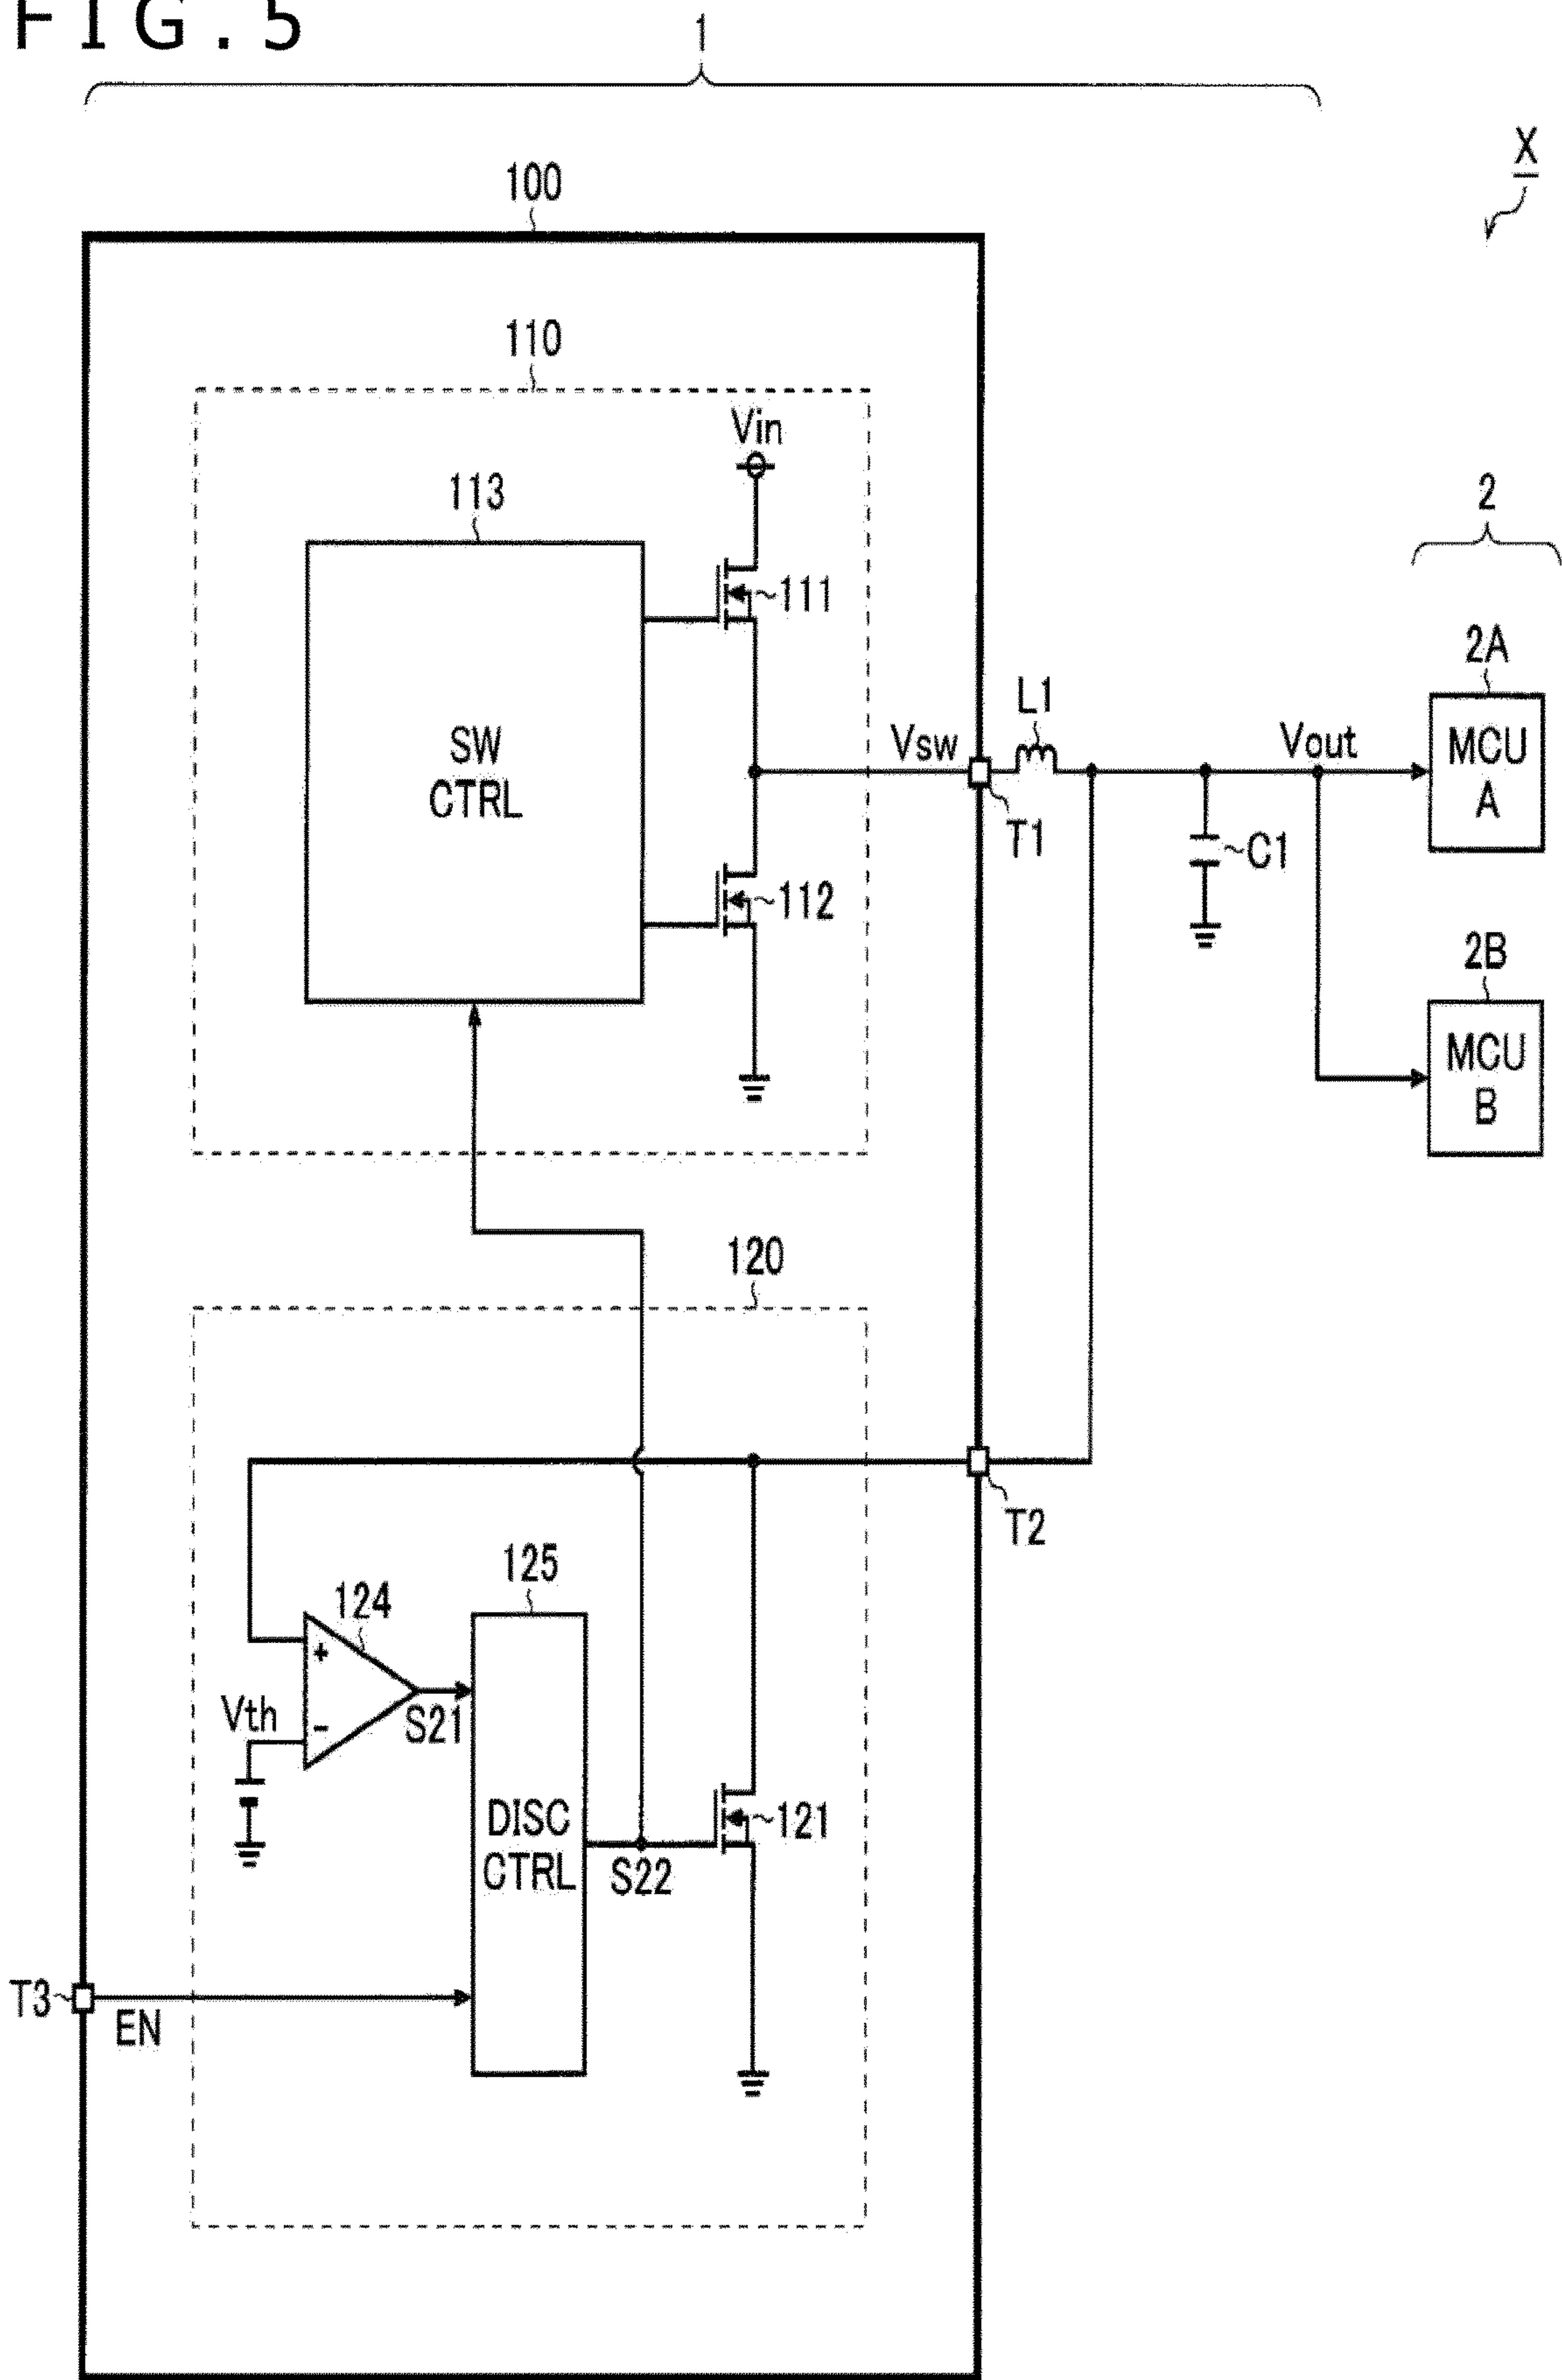 FIG.5
1
X
100
110
Vin
113
2
111
2A
L1
SW
CTRL
Vsw
Vout
MCU
A
T1
C1
112
2B
MCU
B
120
T2
125
124
+
Vth
-
S21
121
DISC
CTRL
S22
T3
EN